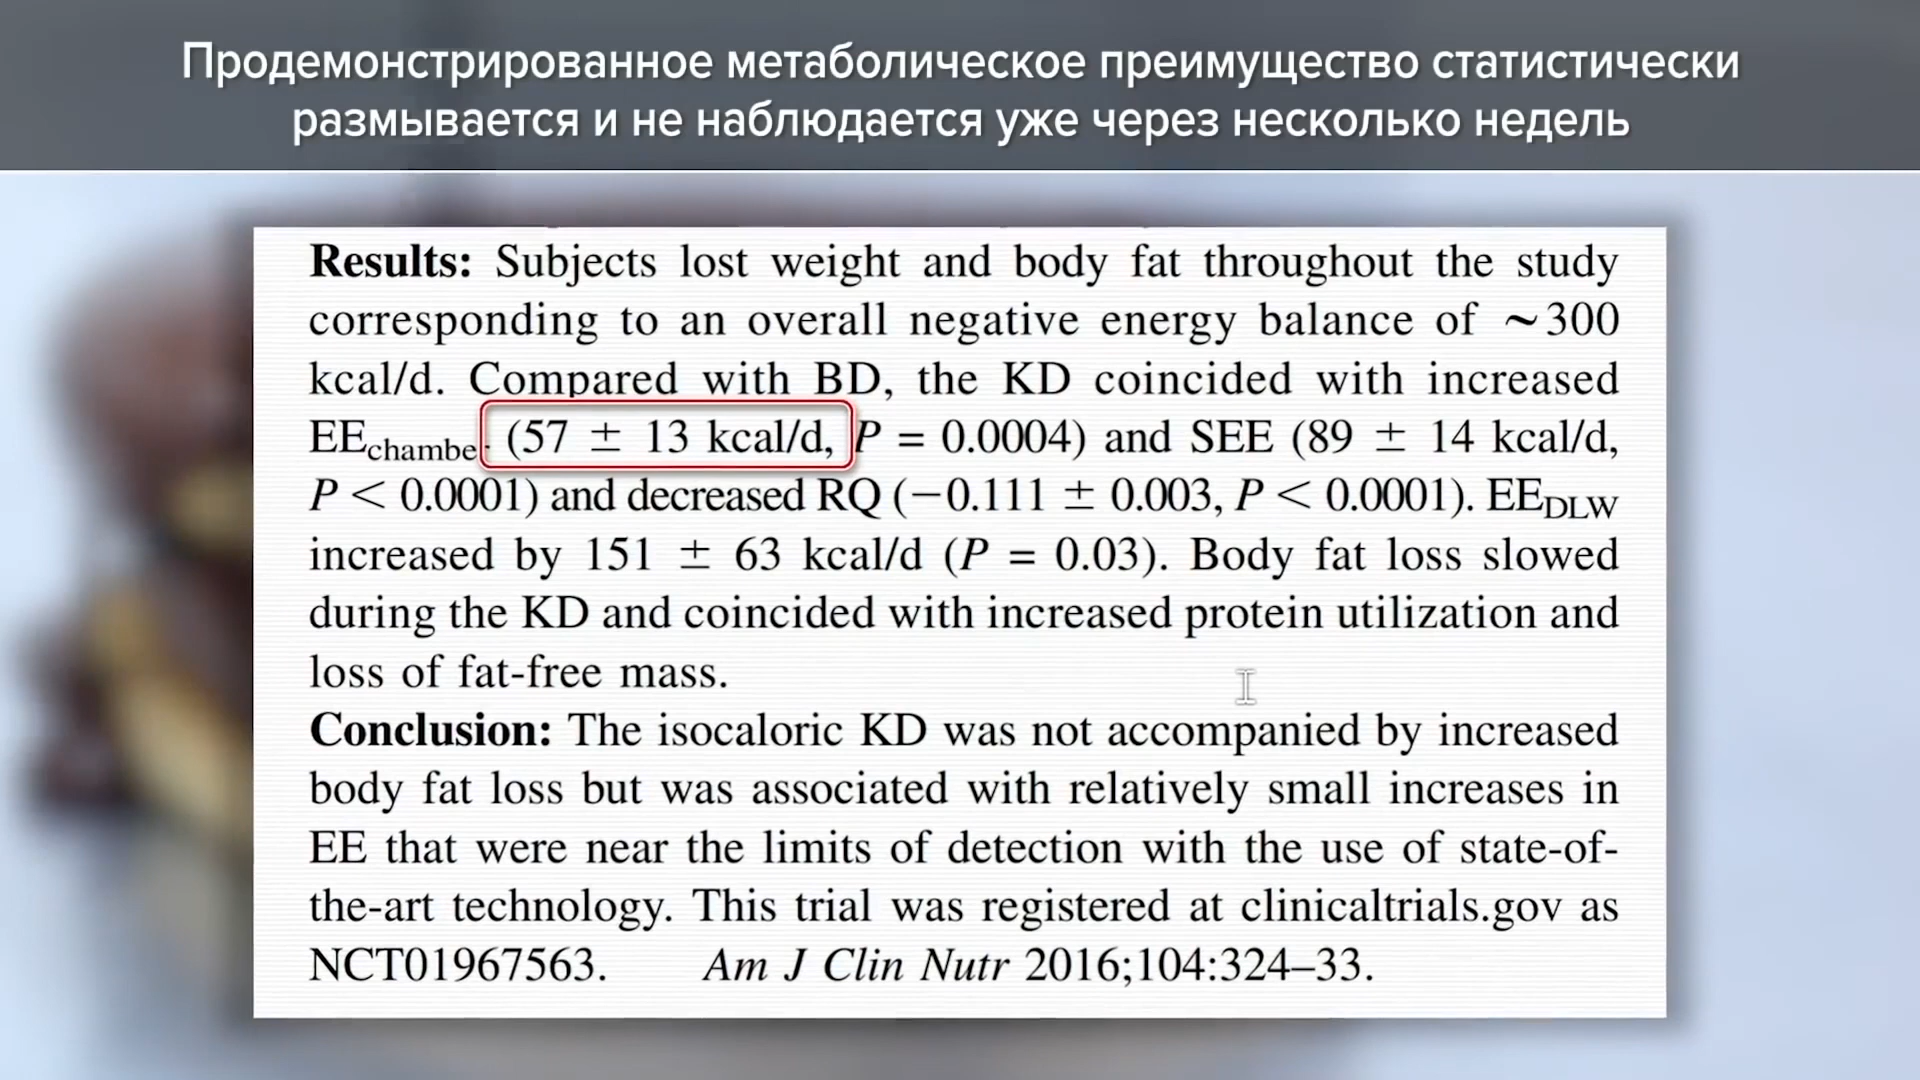 Продемонстрированное метаболическое преимущество статистически
размывается и не наблюдается уже через несколько недель
Results: Subjects lost weight and body fat throughout the study
corresponding to an overall negative energy balance of ~300
kcal/d. Compared with BD, the KD coincided with increased
EEchambe (57 ± 13 kcal/d, P = 0.0004) and SEE (89 ± 14 kcal/d,
P < 0.0001) and decreased RQ (−0.111 ± 0.003, P < 0.0001). EEDLW
increased by 151 ± 63 kcal/d (P = 0.03). Body fat loss slowed
during the KD and coincided with increased protein utilization and
loss of fat-free mass.
Conclusion: The isocaloric KD was not accompanied by increased
body fat loss but was associated with relatively small increases in
EE that were near the limits of detection with the use of state-of-
the-art technology. This trial was registered at clinicaltrials.gov as
NCT01967563. Am J Clin Nutr 2016;104:324–33.